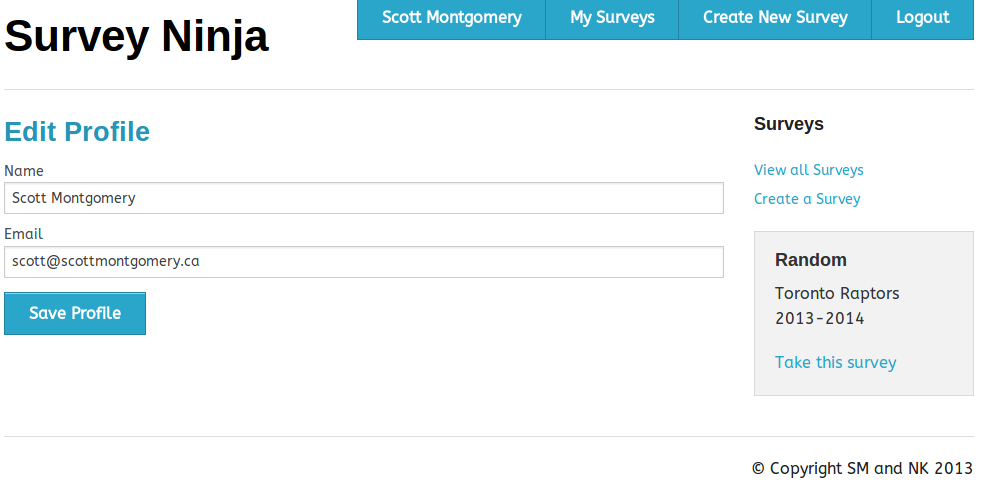 Survey Ninja
Scott Montgomery My Surveys Create New Survey Logout
Edit Profile
Name
Scott Montgomery
Email
scott@scottmontgomery.ca
Save Profile
Surveys
View all Surveys
Create a Survey
Random
Toronto Raptors
2013-2014
Take this survey
© Copyright SM and NK 2013